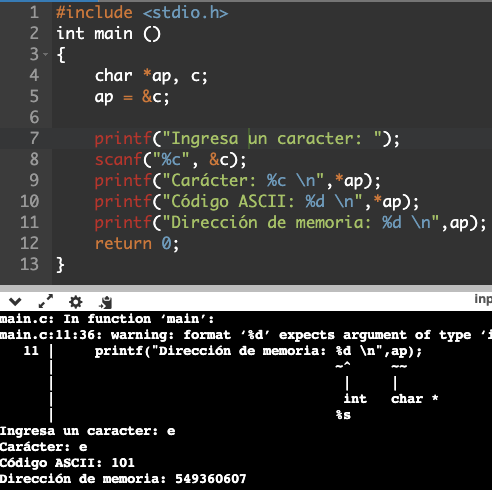 1 #include <stdio.h>
2 int main ()
3 {
4 char *ap, c;
5 ap = &c;
6
7 printf("Ingresa un caracter: ");
8 scanf("%c", &c);
9 printf("Carácter: %c \n",*ap);
10 printf("Código ASCII: %d \n",*ap);
11 printf("Dirección de memoria: %d \n",ap);
12 return 0;
13 }
inp
main.c: In function ‘main’:
main.c:11:36: warning: format ‘%d’ expects argument of type ‘i
11 | printf("Dirección de memoria: %d \n",ap);
| ~^ ~~
| | |
| int char *
| %s
Ingresa un caracter: e
Carácter: e
Código ASCII: 101
Dirección de memoria: 549360607